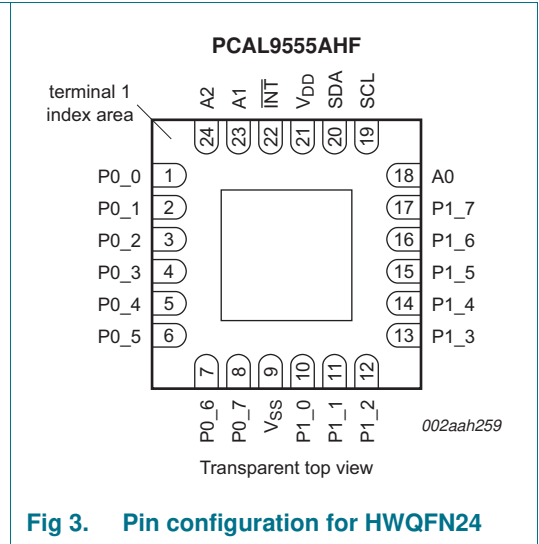 PCAL9555AHF
terminal 1
index area
A2
A1
INT
VDD
SDA
SCL
24
23
22
21
20
19
P0_0 1
P0_1 2
P0_2 3
P0_3 4
P0_4 5
P0_5 6
18 A0
17 P1_7
16 P1_6
15 P1_5
14 P1_4
13 P1_3
7
8
9
10
11
12
P0_6
P0_7
VSS
P1_0
P1_1
P1_2
002aah259
Transparent top view
Fig 3. Pin configuration for HWQFN24